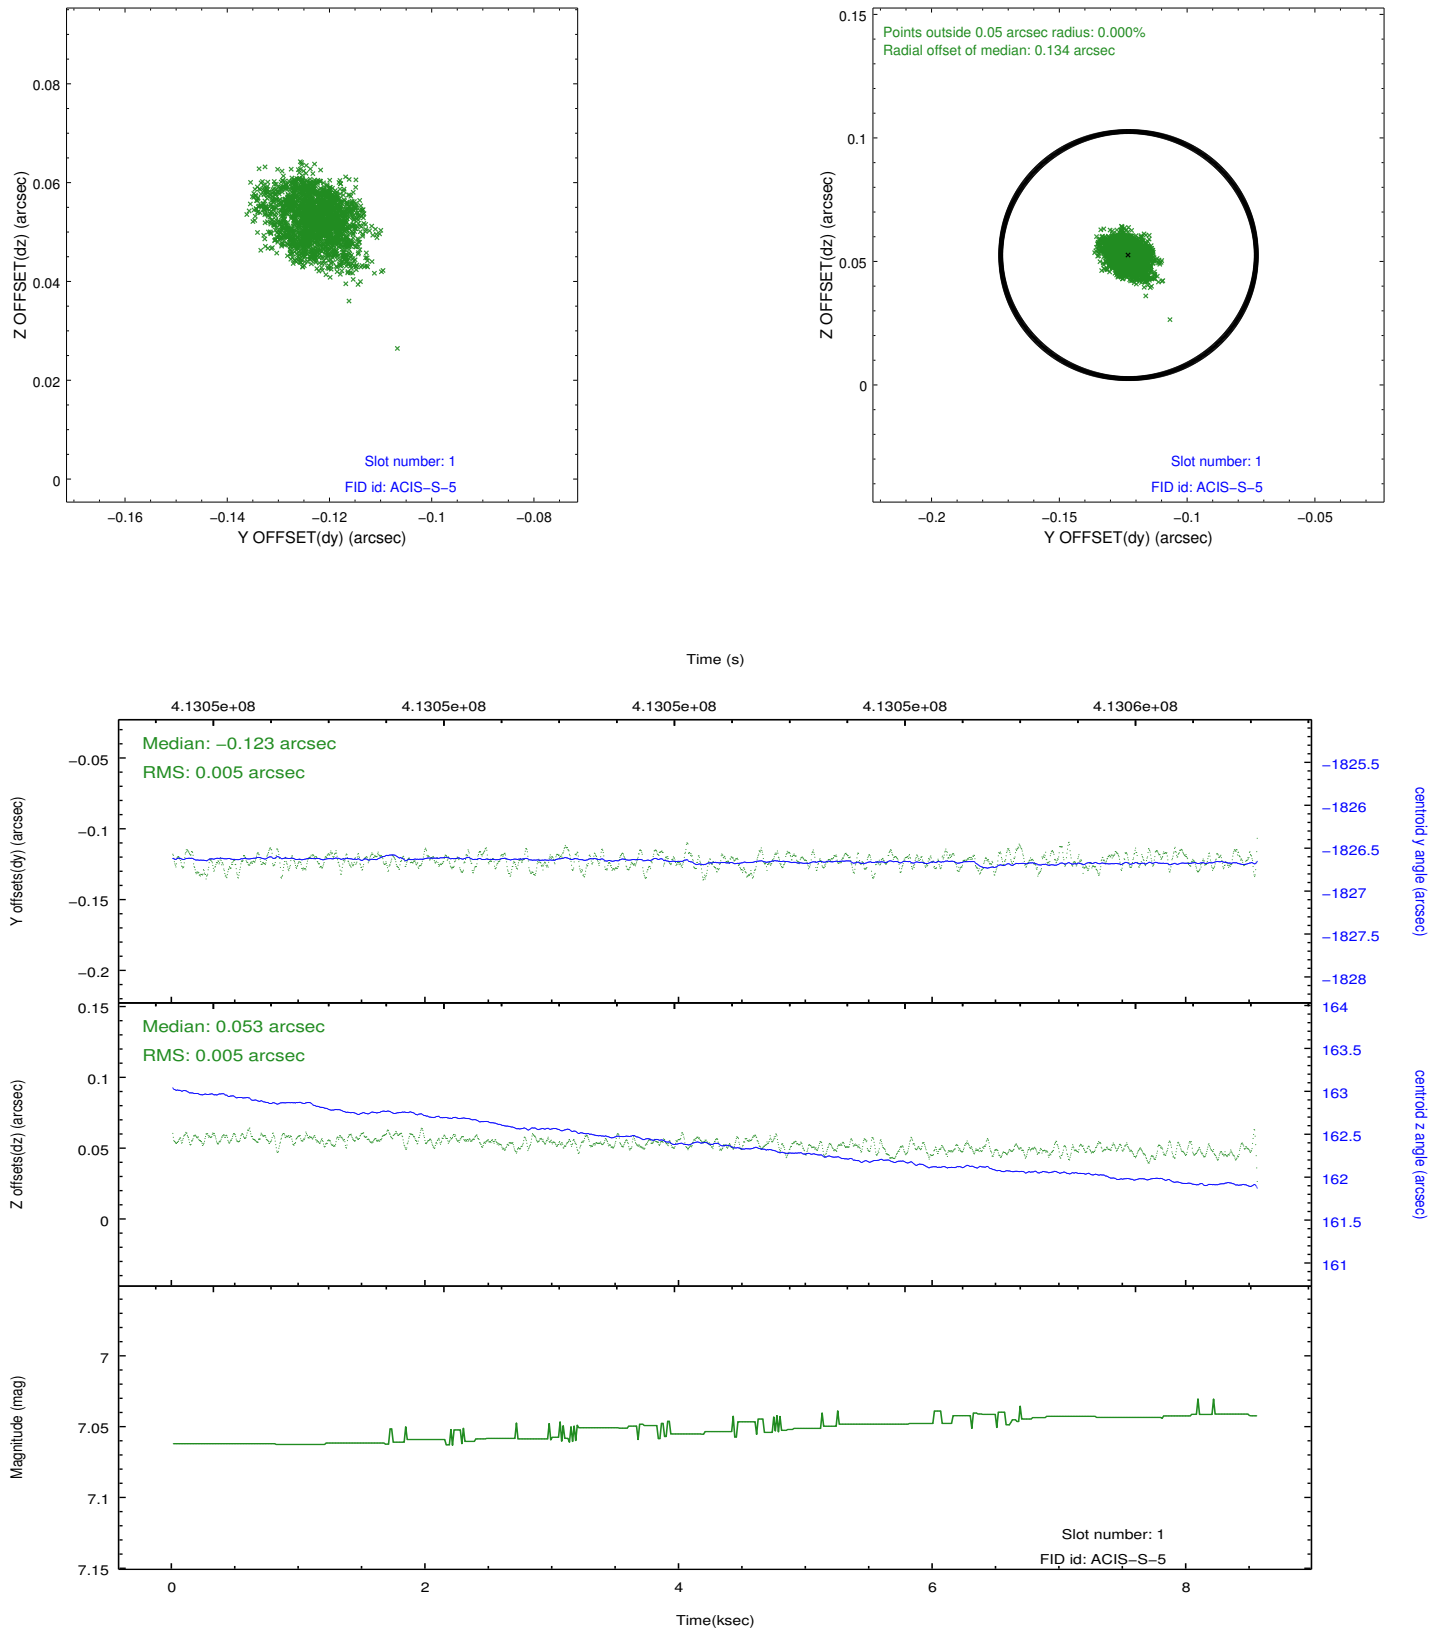 0.08
0.06
0.04
0.02
0
Z OFFSET(dz) (arcsec)
Slot number: 1
FID id: ACIS−S−5
−0.16
−0.14
−0.12
−0.1
−0.08
Y OFFSET(dy) (arcsec)
0.15
0.1
0.05
0
Z OFFSET(dz) (arcsec)
Points outside 0.05 arcsec radius: 0.000%
Radial offset of median: 0.134 arcsec
Slot number: 1
FID id: ACIS−S−5
−0.2
−0.15
−0.1
−0.05
Y OFFSET(dy) (arcsec)
Time (s)
4.1305e+08
4.1305e+08
4.1305e+08
4.1305e+08
4.1306e+08
Median: −0.123 arcsec
RMS: 0.005 arcsec
−0.05
−0.1
−0.15
−0.2
Y offsets(dy) (arcsec)
−1825.5
−1826
−1826.5
−1827
−1827.5
−1828
centroid y angle (arcsec)
Median: 0.053 arcsec
RMS: 0.005 arcsec
0.15
0.1
0.05
0
Z offsets(dz) (arcsec)
164
163.5
163
162.5
162
161.5
161
centroid z angle (arcsec)
7
7.05
7.1
7.15
Magnitude (mag)
Slot number: 1
FID id: ACIS−S−5
0
2
4
6
8
Time(ksec)